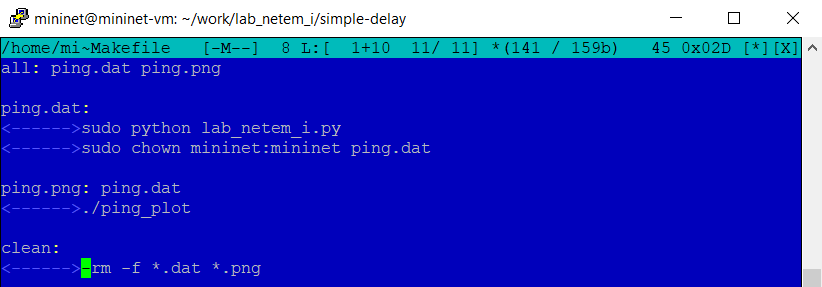 mininet@mininet-vm: ~/work/lab_netem_i/simple-delay
/home/mi~Makefile   [-M--]  8 L:[  1+10  11/ 11] *(141 / 159b)   45 0x02D [*][X]
all: ping.dat ping.png

ping.dat:
<------>sudo python lab_netem_i.py
<------>sudo chown mininet:mininet ping.dat

ping.png: ping.dat
<------>./ping_plot

clean:
<------>-rm -f *.dat *.png